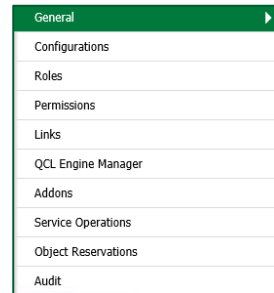 General
Configurations
Roles
Permissions
Links
QCL Engine Manager
Addons
Service Operations
Object Reservations
Audit